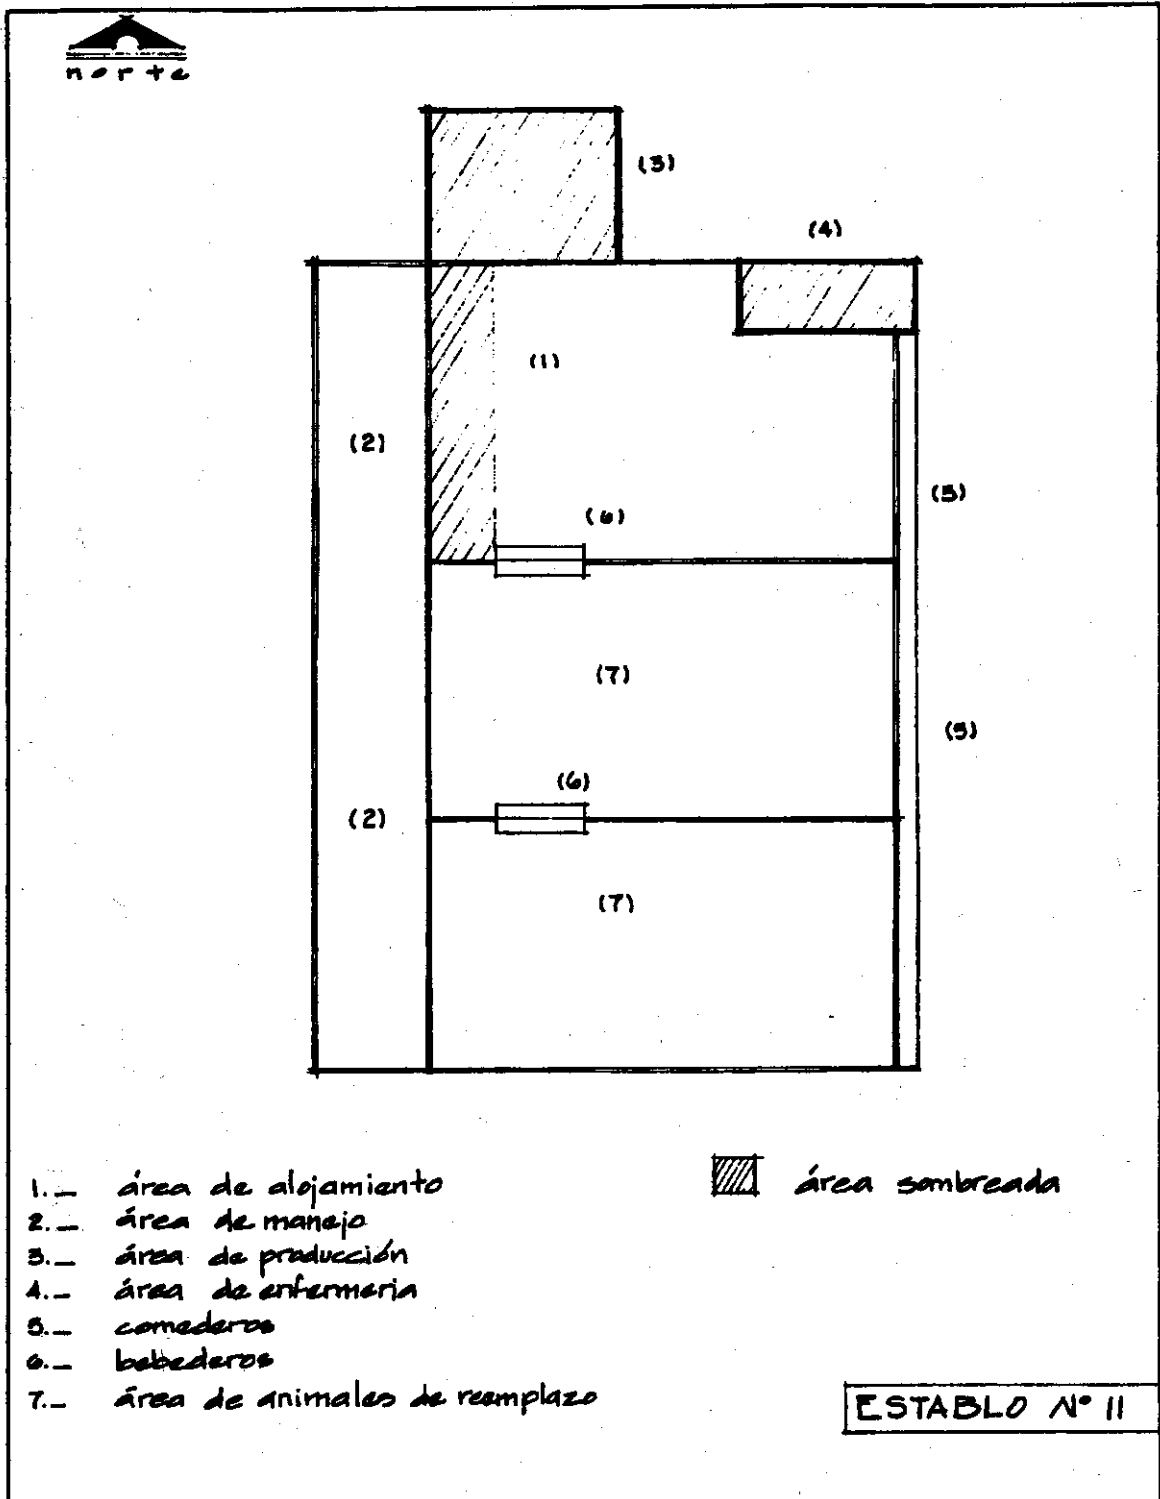 norte
(3)
(4)
(1)
(2)
(5)
(6)
(7)
(5)
(6)
(2)
(7)
1.- área de alojamiento
2.- área de manejo
3.- área de producción
4.- área de enfermeria
5.- comederos
6.- bebederos
7.- área de animales de reemplazo
área sombreada
ESTABLO Nº 11